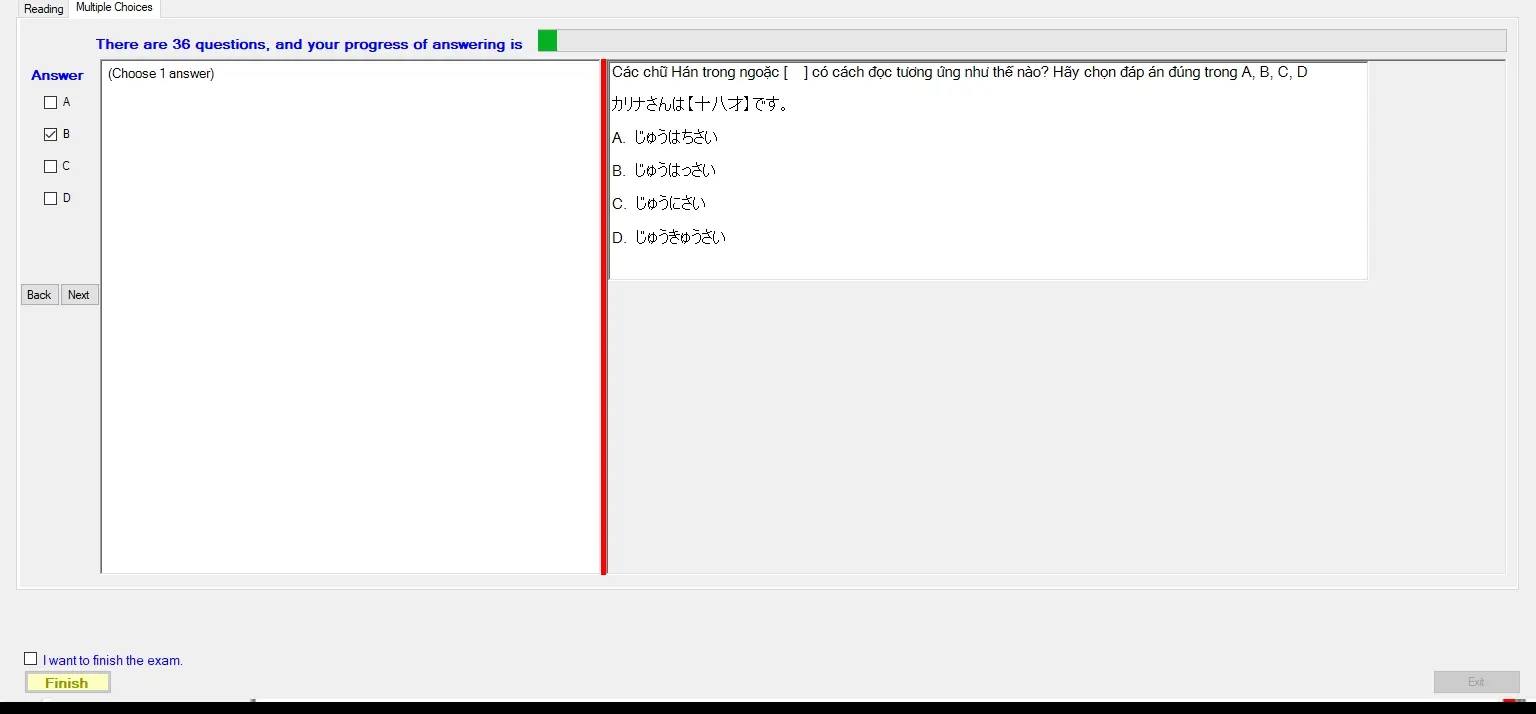 Reading Multiple Choices
There are 36 questions, and your progress of answering is
Answer
(Choose 1 answer)
A
B
C
D
Back Next
Các chữ Hán trong ngoặc [ ] có cách đọc tương ứng như thế nào? Hãy chọn đáp án đúng trong A, B, C, D
カリナさんは【十八才】です。
A. じゅうはちさい
B. じゅうはっさい
C. じゅうにさい
D. じゅうきゅうさい
I want to finish the exam.
Finish
Exit